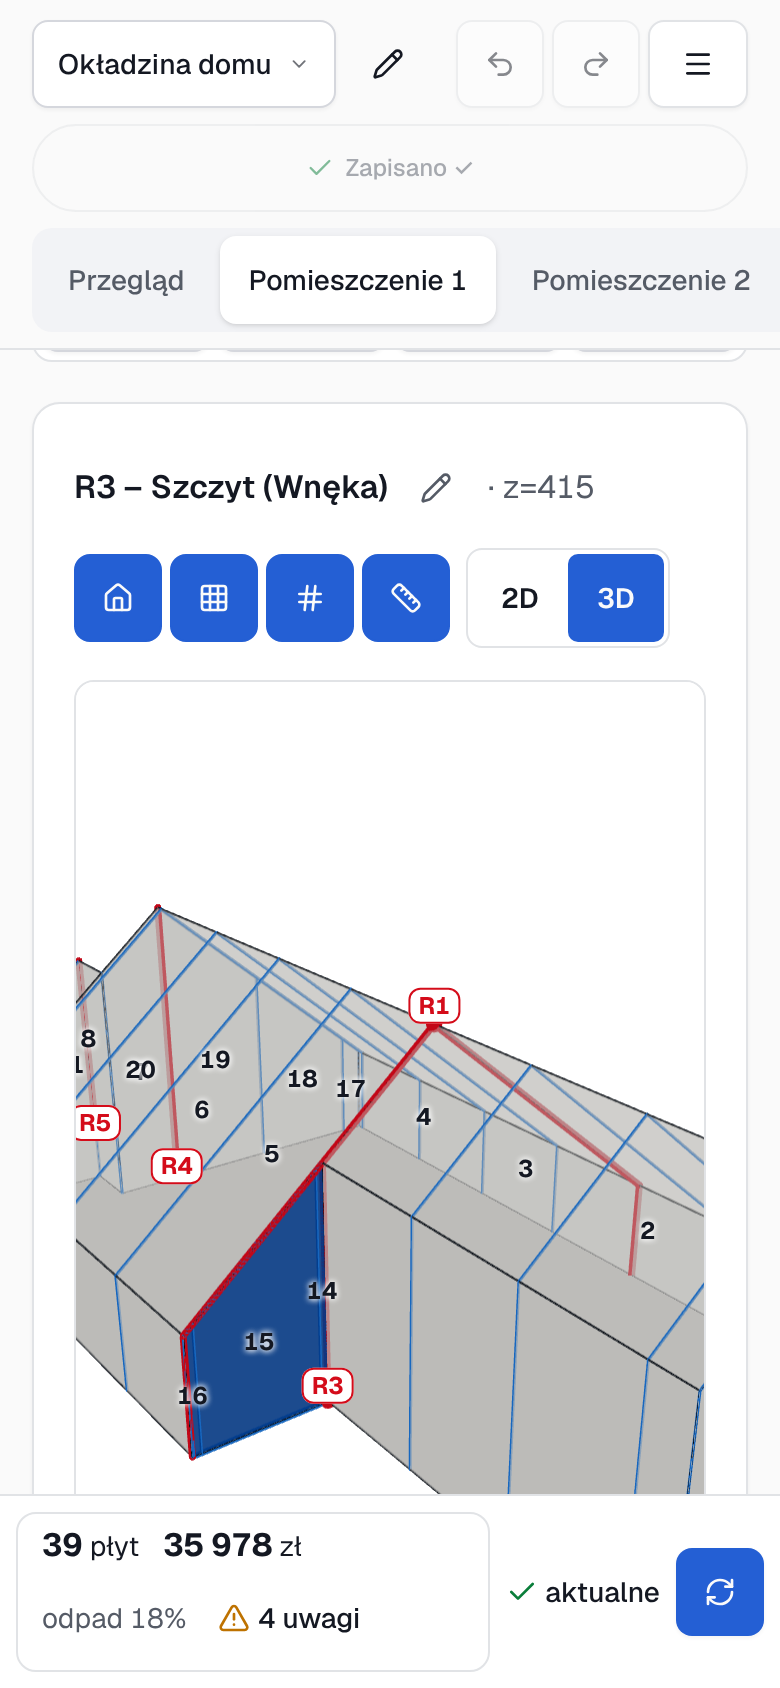 Okładzina domu
Zapisano ✓
Przegląd Pomieszczenie 1 Pomieszczenie 2
R3 – Szczyt (Wnęka) · z=415
2D 3D
R1
8
1
20
19
18
17
4
6
R5
R4
5
3
2
14
15
R3
16
39 płyt 35 978 zł
odpad 18% 4 uwagi
aktualne